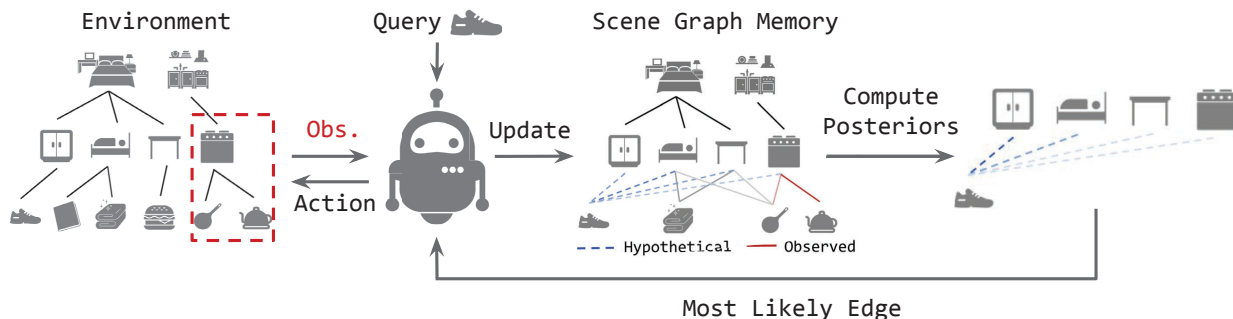 Environment
Query
Scene Graph Memory
Obs.
Action
Update
Compute
Posteriors
Hypothetical
Observed
Most Likely Edge